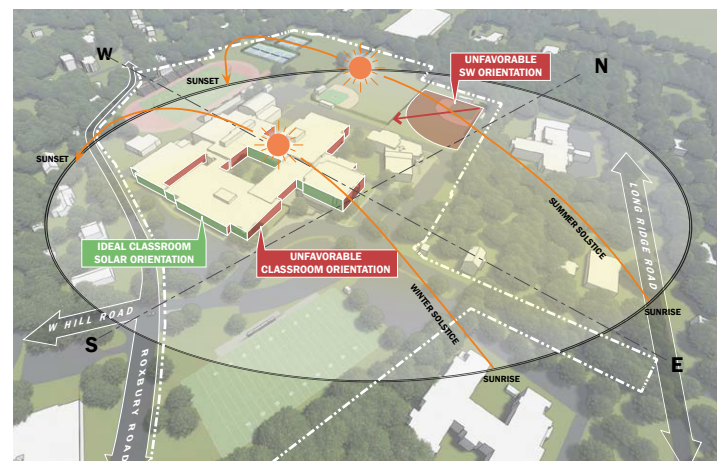 W
SUNSET
UNFAVORABLE
SW ORIENTATION
N
SUNSET
LONG RIDGE ROAD
SUMMER SOLSTICE
IDEAL CLASSROOM
SOLAR ORIENTATION
UNFAVORABLE
CLASSROOM ORIENTATION
WINTER SOLSTICE
W HILL ROAD
S
SUNRISE
ROXBURY ROAD
E
SUNRISE